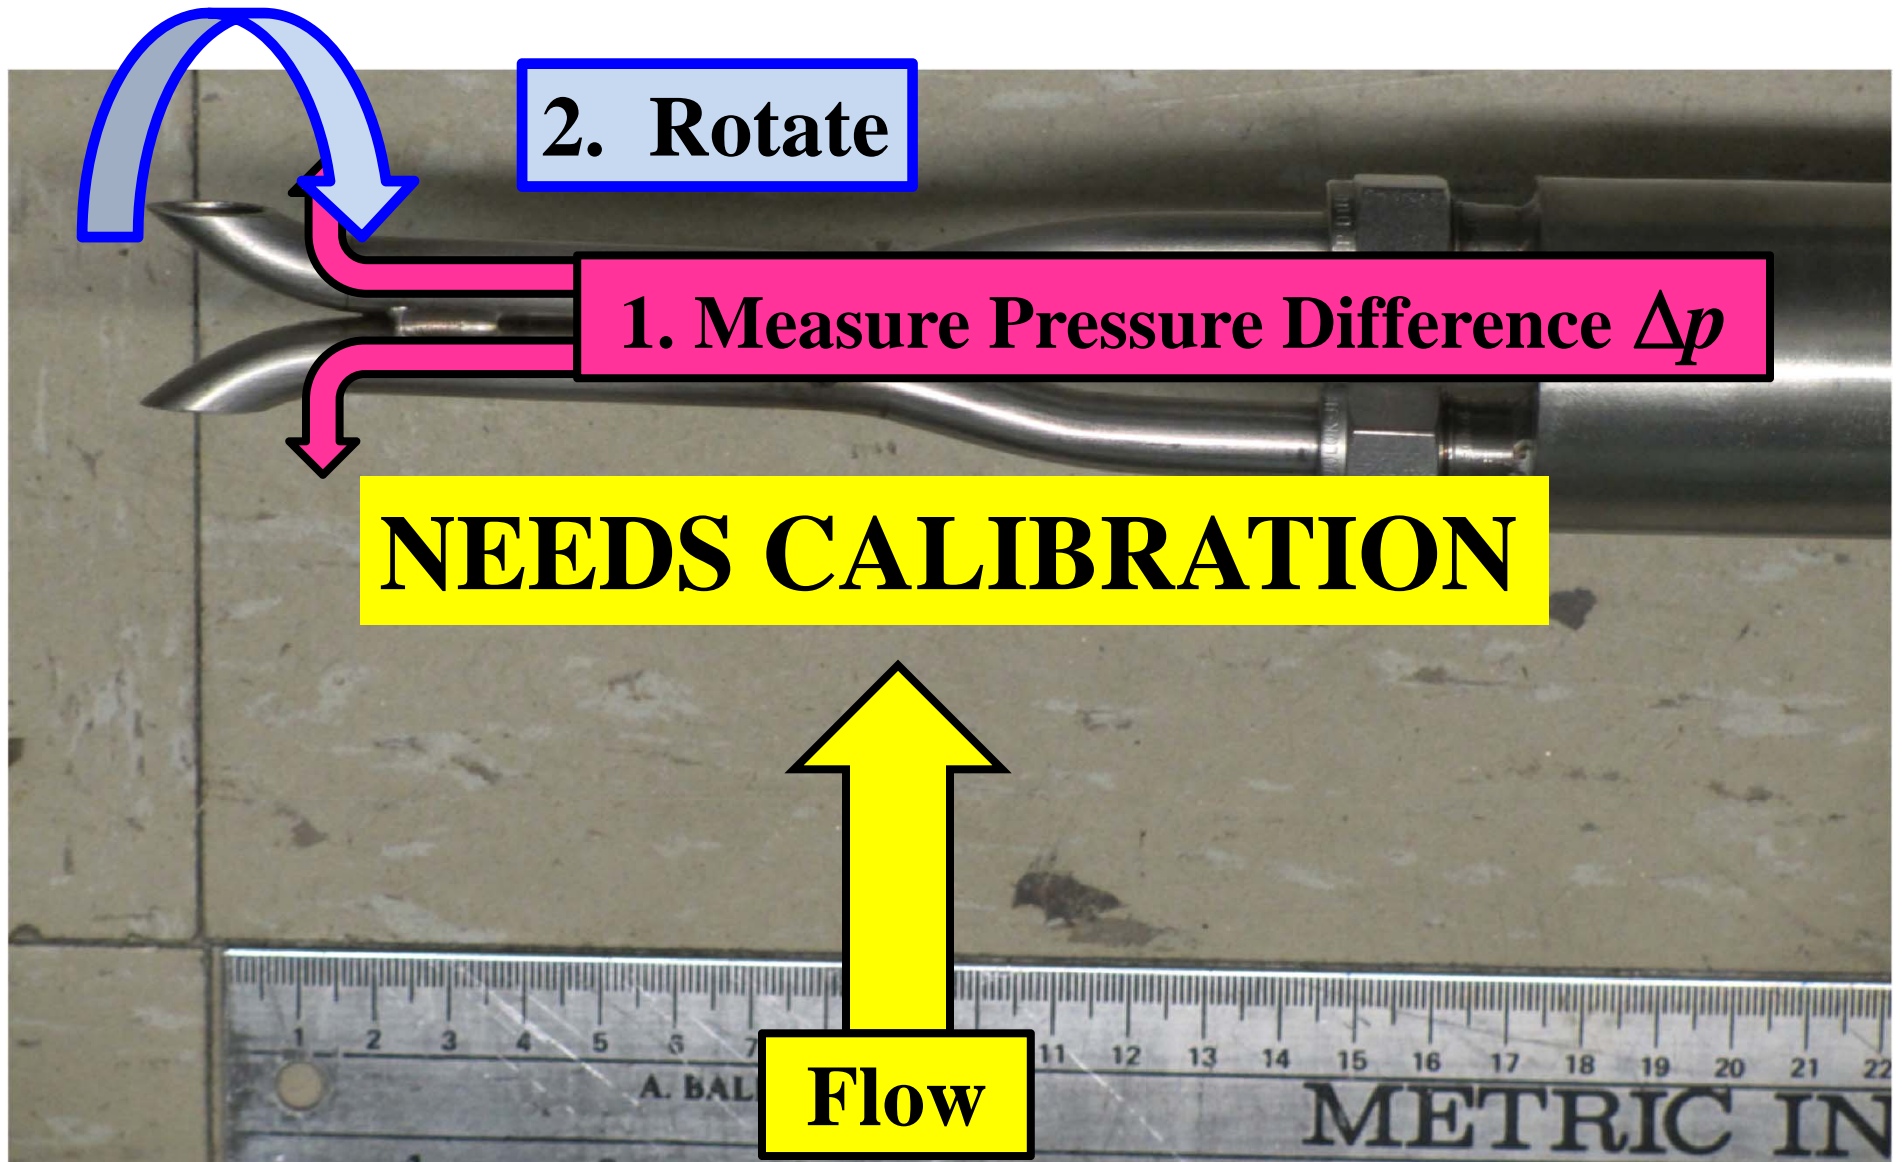 2. Rotate
1. Measure Pressure Difference Δp
NEEDS CALIBRATION
Flow
1 2 3 4 5 6 7 11 12 13 14 15 16 17 18 19 20 21 22
A. BAL
METRIC IN